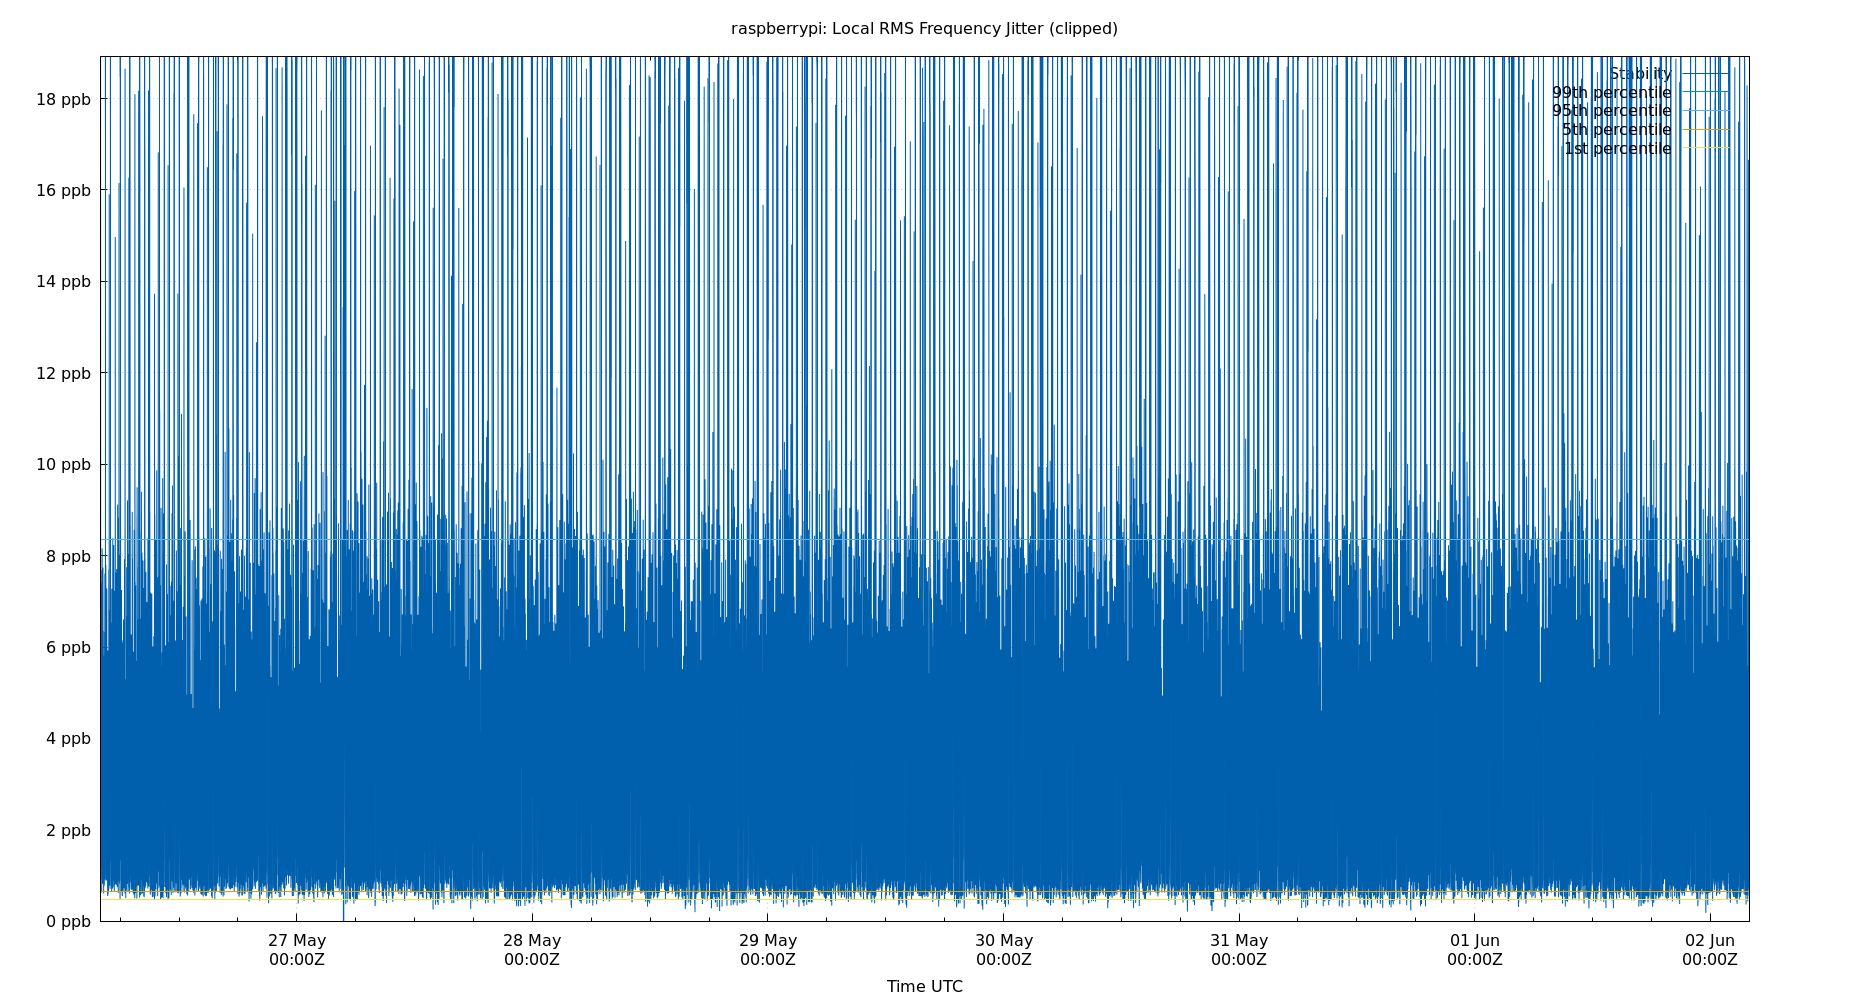 raspberrypi: Local RMS Frequency Jitter (clipped)
Stability
18 ppb
99th percentile
95th percentile
5th percentile
1st percentile
16 ppb
14 ppb
12 ppb
10 ppb
8 ppb
6 ppb
4 ppb
2 ppb
0 ppb
27 May 28 May 29 May 30 May 31 May 01 Jun 02 Jun
00:00Z 00:00Z 00:00Z 00:00Z 00:00Z 00:00Z 00:00Z
Time UTC